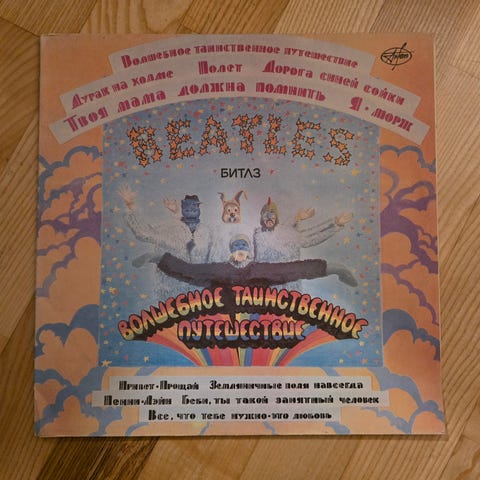 Волшебное таинственное путешествие
Дурак на холме Полет Дорога синей сойки
Твоя мама должна помнить Я - морж
BEATLES
БИТЛЗ
ВОЛШЕБНОЕ ТАИНСТВЕННОЕ
ПУТЕШЕСТВИЕ
Привет - Прощай Земляничные поля навсегда
Пенни-Лэйн Беби, ты такой занятный человек
Все, что тебе нужно - это любовь